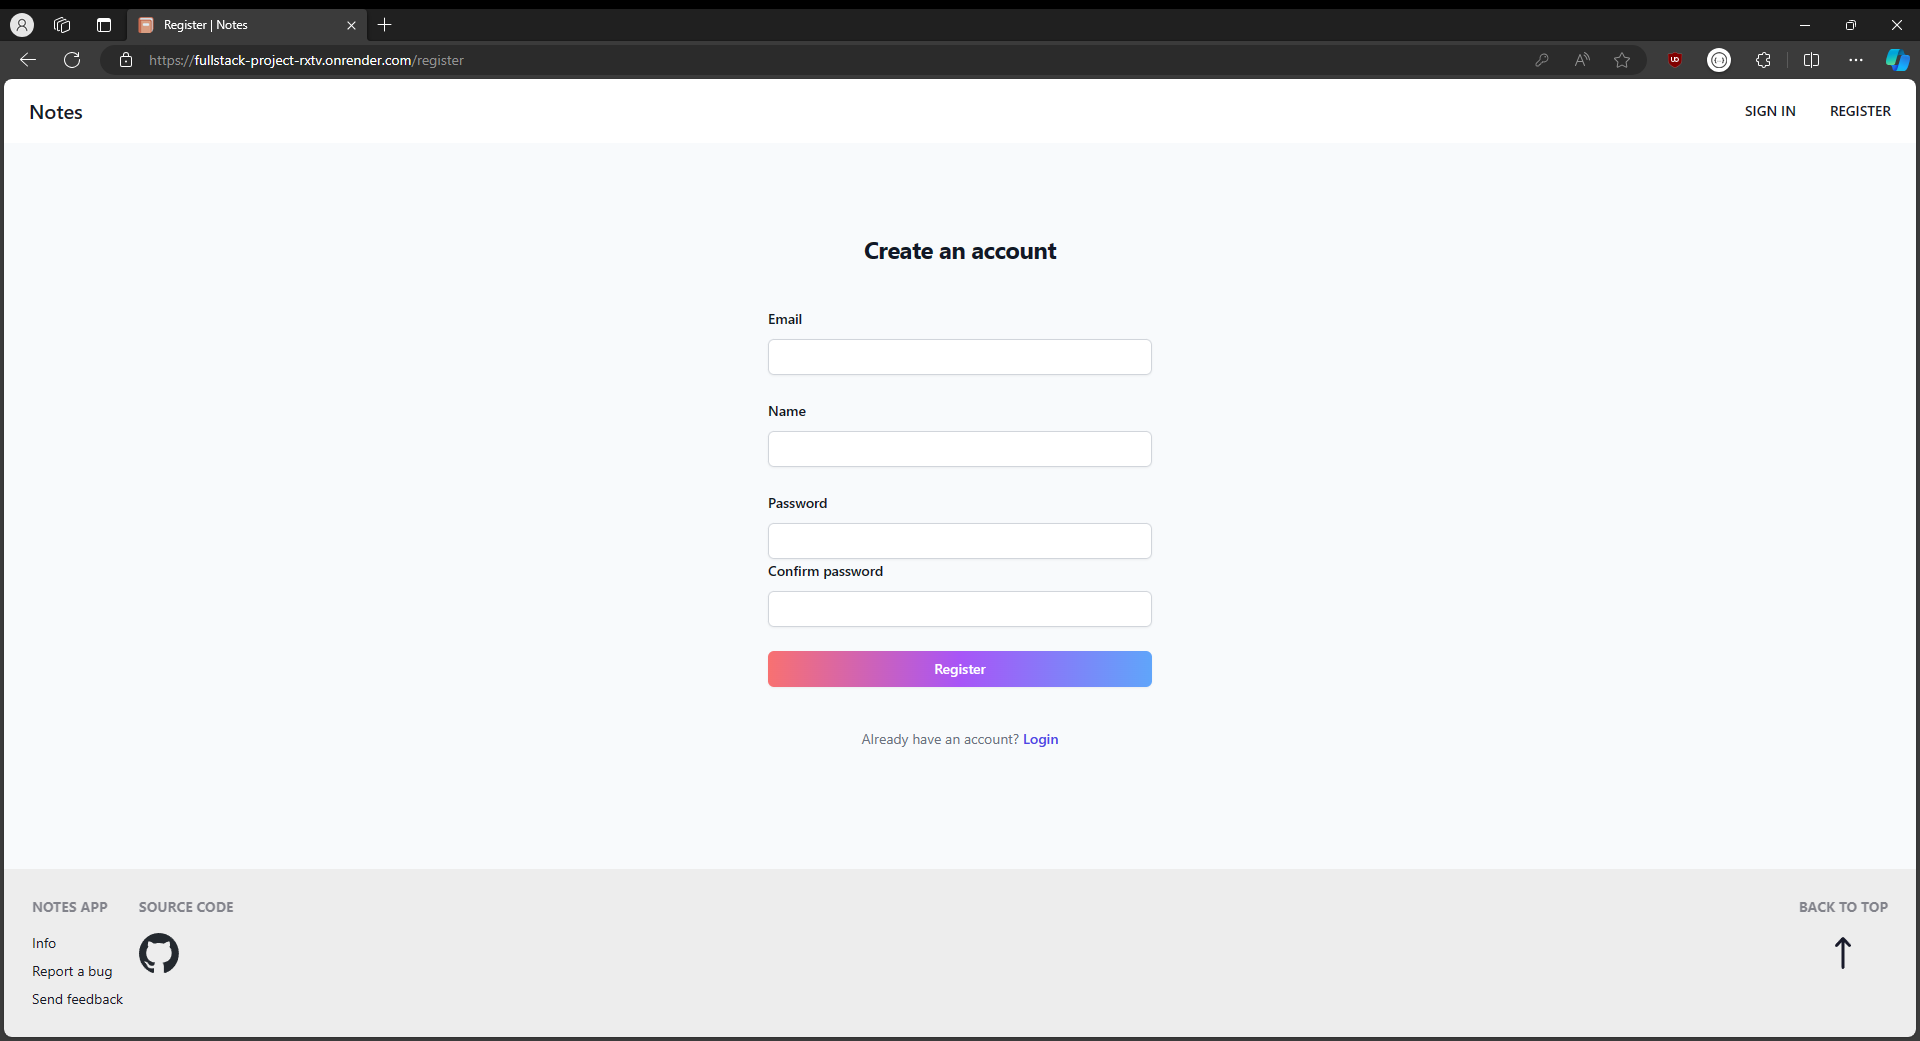 Register | Notes
https://fullstack-project-rxtv.onrender.com/register
Notes
SIGN IN
REGISTER
Create an account
Email
Name
Password
Confirm password
Register
Already have an account? Login
NOTES APP
SOURCE CODE
BACK TO TOP
Info
Report a bug
Send feedback